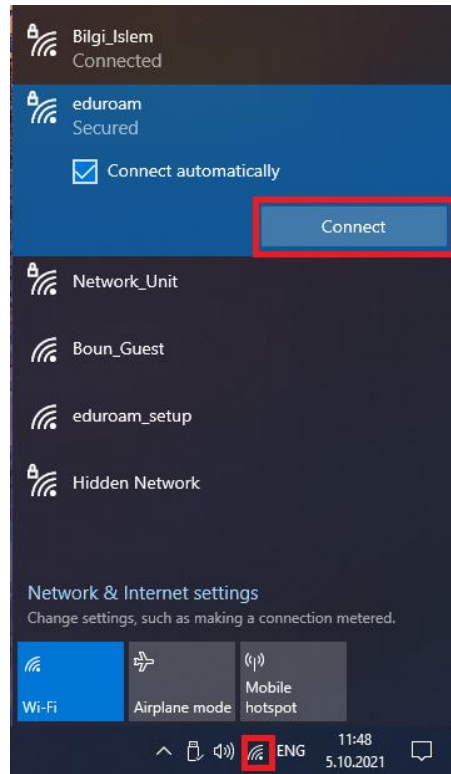 Bilgi_Islem
Connected
eduroam
Secured
Connect automatically
Connect
Network_Unit
Boun_Guest
eduroam_setup
Hidden Network
Network & Internet settings
Change settings, such as making a connection metered.
Wi-Fi
Airplane mode
Mobile
hotspot
ENG
11:48
5.10.2021